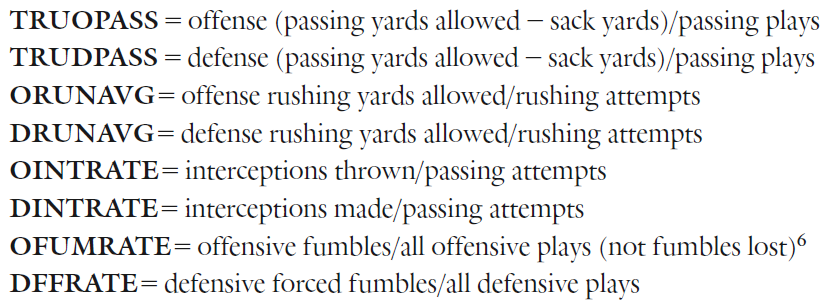 TRUOPASS = offense (passing yards allowed − sack yards)/passing plays
TRUDPASS = defense (passing yards allowed − sack yards)/passing plays
ORUNAVG = offense rushing yards allowed/rushing attempts
DRUNAVG = defense rushing yards allowed/rushing attempts
OINTRATE = interceptions thrown/passing attempts
DINTRATE = interceptions made/passing attempts
OFUMRATE = offensive fumbles/all offensive plays (not fumbles lost)⁶
DFFRATE = defensive forced fumbles/all defensive plays